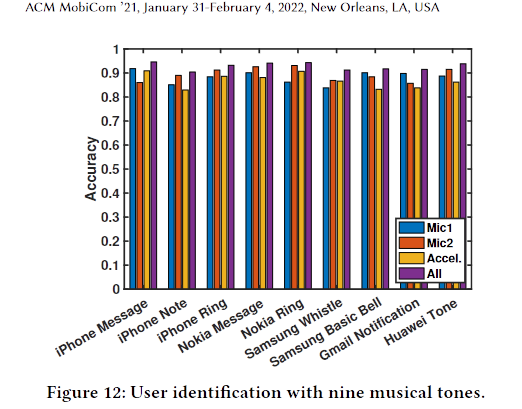 ACM MobiCom '21, January 31-February 4, 2022, New Orleans, LA, USA
1
0.9
0.8
0.7
0.6
0.5
0.4
0.3
0.2
0.1
0
Accuracy
Mic1
Mic2
Accel.
All
iPhone Message
iPhone Note
iPhone Ring
Nokia Message
Nokia Ring
Samsung Whistle
Samsung Basic Bell
Gmail Notification
Huawei Tone
Figure 12: User identification with nine musical tones.